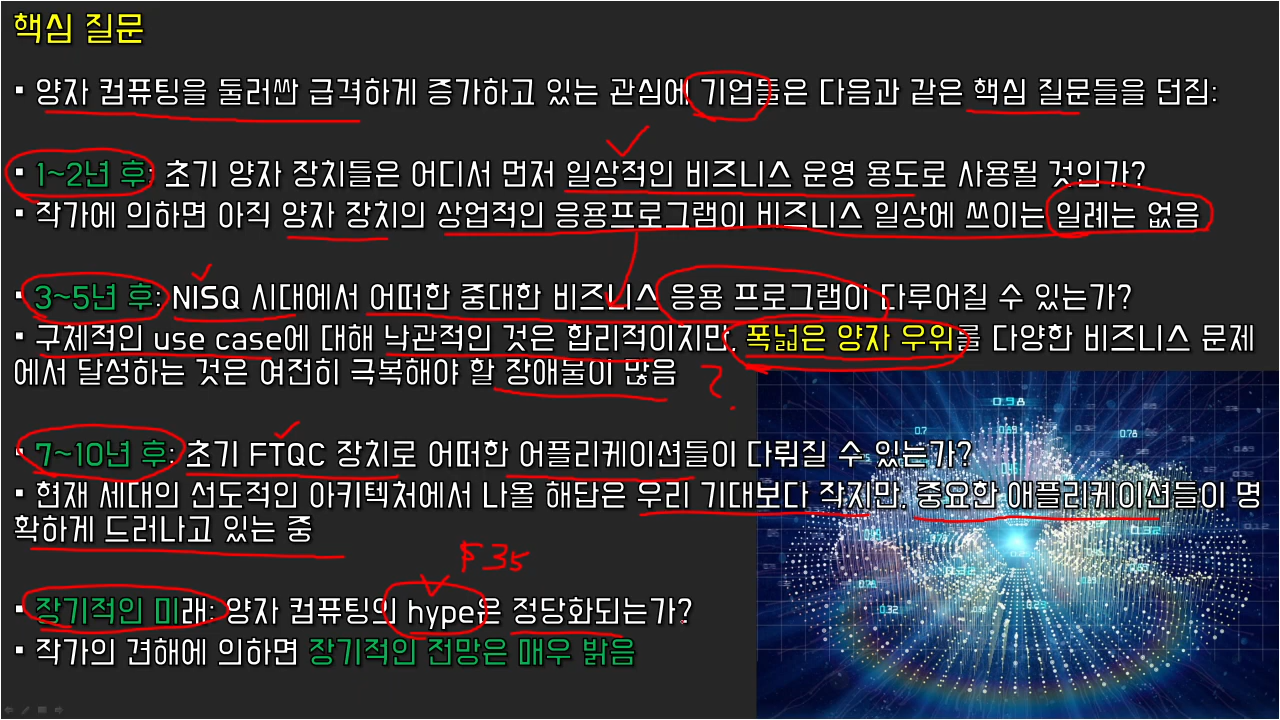 핵심 질문
▪ 양자 컴퓨팅을 둘러싼 급격하게 증가하고 있는 관심에 기업들은 다음과 같은 핵심 질문들을 던짐:
▪ 1~2년 후: 초기 양자 장치들은 어디서 먼저 일상적인 비즈니스 운영 용도로 사용될 것인가?
▪ 작가에 의하면 아직 양자 장치의 상업적인 응용프로그램이 비즈니스 일상에 쓰이는 일례는 없음
▪ 3~5년 후: NISQ 시대에서 어떠한 중대한 비즈니스 응용 프로그램이 다루어질 수 있는가?
▪ 구체적인 use case에 대해 낙관적인 것은 합리적이지만, 폭넓은 양자 우위를 다양한 비즈니스 문제
에서 달성하는 것은 여전히 극복해야 할 장애물이 많음
?
0.98
0.7
0.78
▪ 7~10년 후: 초기 FTQC 장치로 어떠한 어플리케이션들이 다뤄질 수 있는가?
▪ 현재 세대의 선도적인 아키텍처에서 나올 해답은 우리 기대보다 작지만, 중요한 애플리케이션들이 명
확하게 드러나고 있는 중
0.32
$35
0.78
0.32
▪ 장기적인 미래: 양자 컴퓨팅의 hype은 정당화되는가?
▪ 작가의 견해에 의하면 장기적인 전망은 매우 밝음